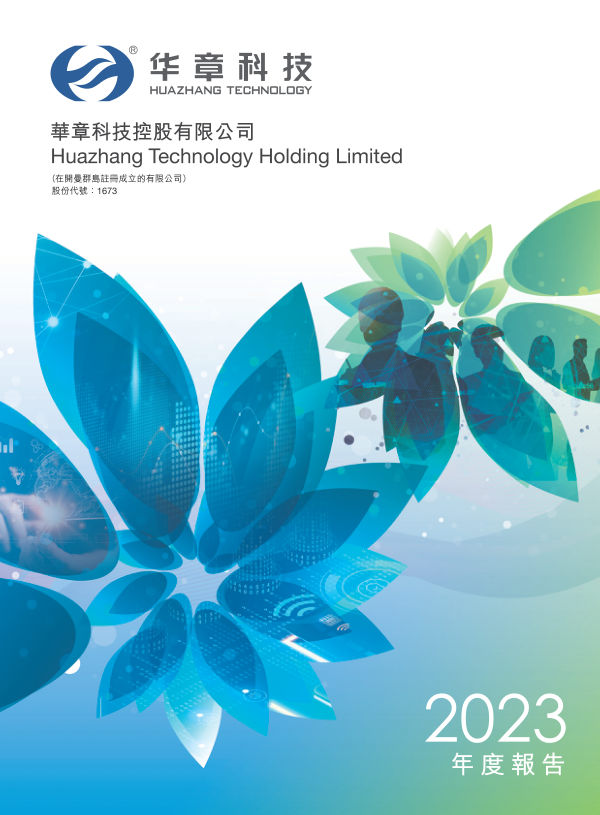 ®
华章科技
HUAZHANG TECHNOLOGY
華章科技控股有限公司
Huazhang Technology Holding Limited
（在開曼群島註冊成立的有限公司）
股份代號：1673
2023
年度報告